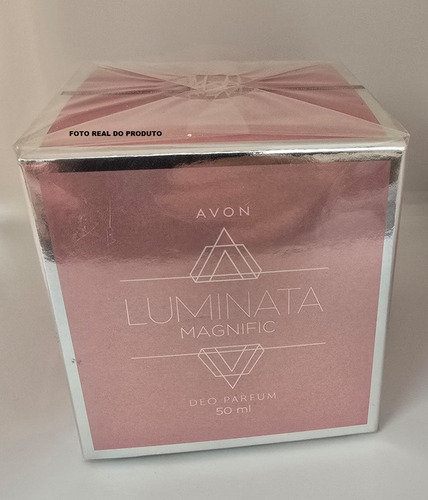 FOTO REAL DO PRODUTO
AVON
LUMINATA
MAGNIFIC
DEO PARFUM
50 ml